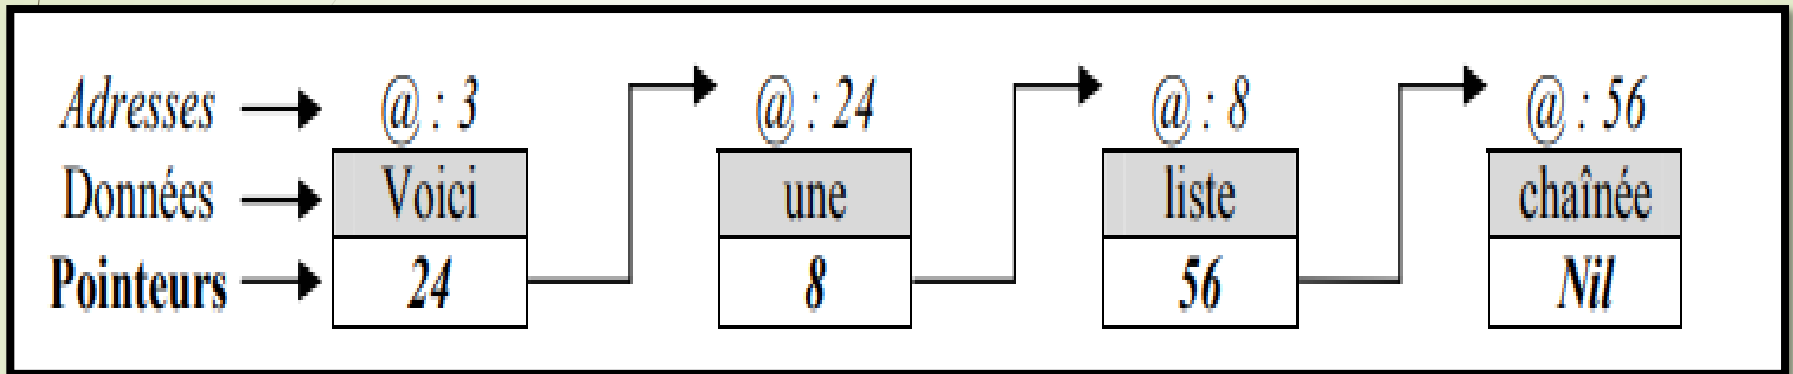 Adresses @ : 3 @ : 24 @ : 8 @ : 56
Données Voici une liste chaînée
Pointeurs 24 8 56 Nil